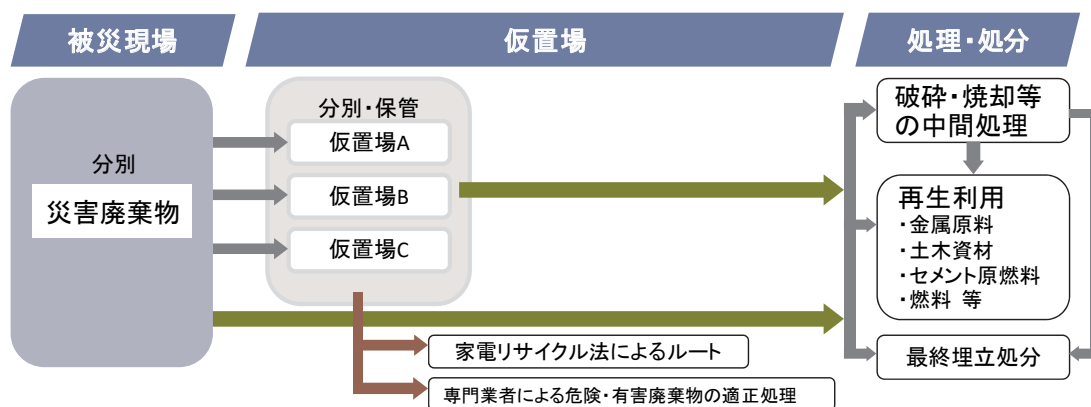 被災現場
仮置場
処理・処分
分別
災害廃棄物
分別・保管
仮置場A
仮置場B
仮置場C
家電リサイクル法によるルート
専門業者による危険・有害廃棄物の適正処理
破砕・焼却等
の中間処理
再生利用
・金属原料
・土木資材
・セメント原燃料
・燃料 等
最終埋立処分